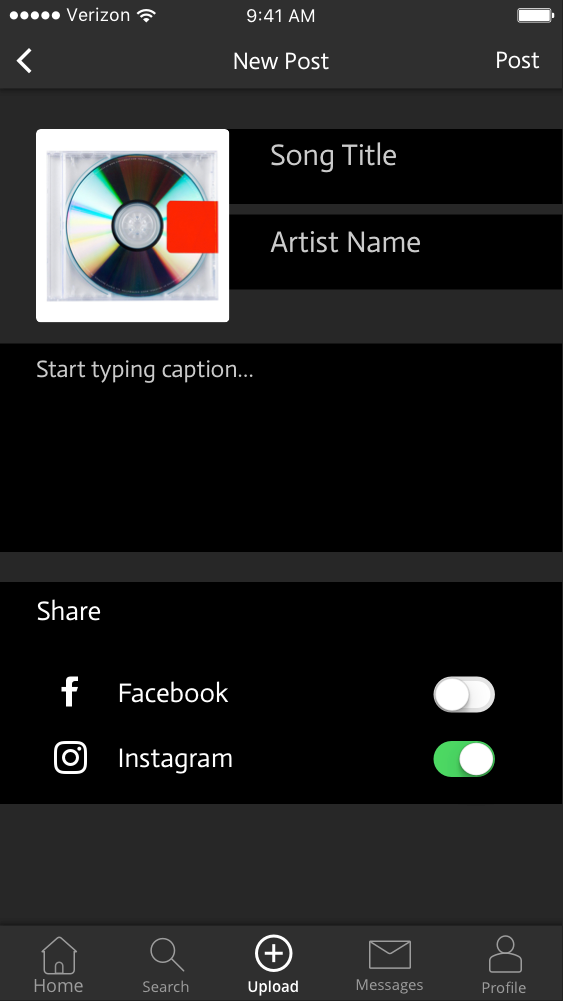 Verizon 9:41 AM
New Post Post
Song Title
Artist Name
Start typing caption...
Share
Facebook
Instagram
Home Search Upload Messages Profile